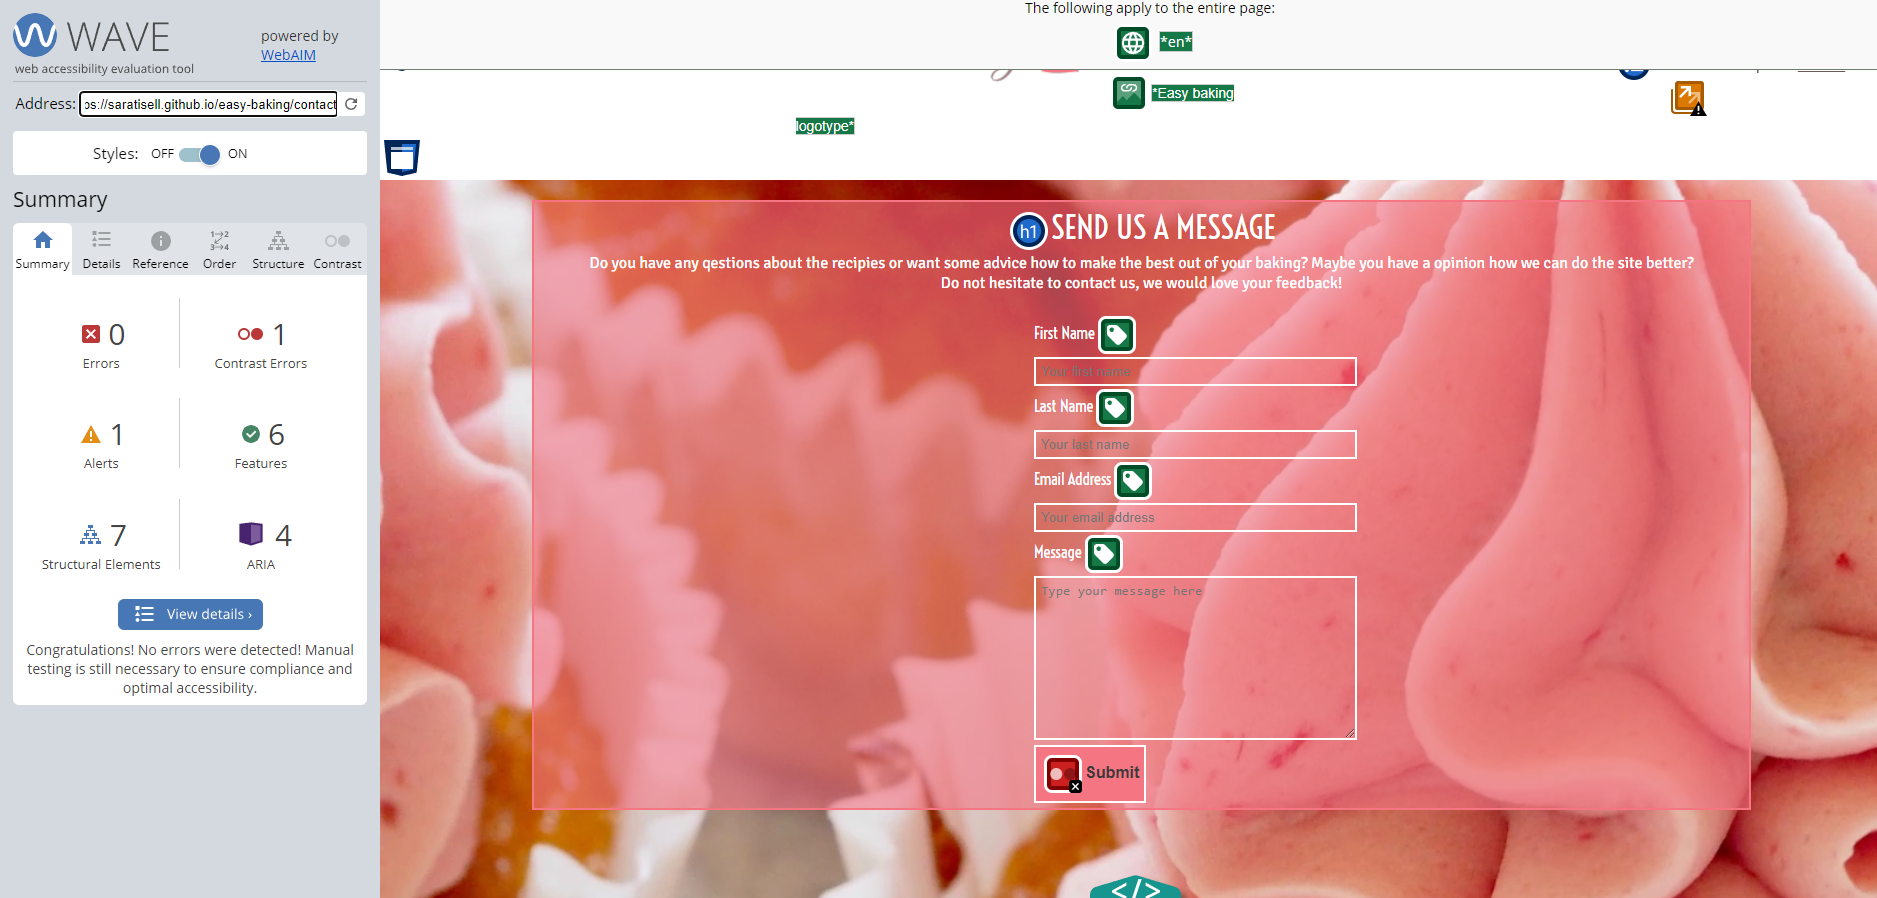 WAVE
powered by
WebAIM
web accessibility evaluation tool
Address: ps://saratisell.github.io/easy-baking/contact
Styles: OFF ON
Summary
Summary Details Reference Order Structure Contrast
0 Errors
1 Contrast Errors
1 Alerts
6 Features
7 Structural Elements
4 ARIA
View details ›
Congratulations! No errors were detected! Manual
testing is still necessary to ensure compliance and
optimal accessibility.
The following apply to the entire page:
*en*
*Easy baking
logotype*
h1 SEND US A MESSAGE
Do you have any qestions about the recipies or want some advice how to make the best out of your baking? Maybe you have a opinion how we can do the site better?
Do not hesitate to contact us, we would love your feedback!
First Name
Your first name
Last Name
Your last name
Email Address
Your email address
Message
Type your message here
Submit
</>